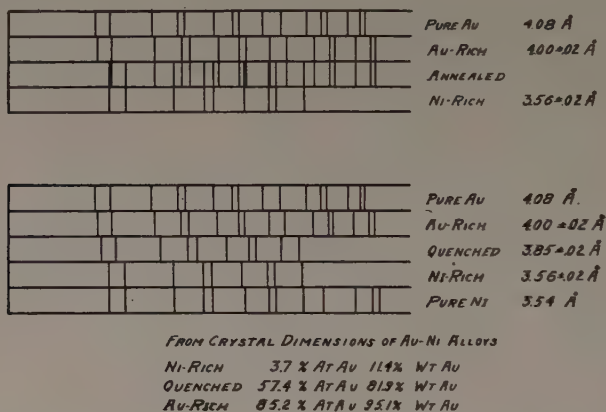 PURE AU 4.08 Å
AU-RICH 4.00±.02 Å
ANNEALED
NI-RICH 3.56±.02 Å
PURE AU 4.08 Å.
AU-RICH 4.00±.02 Å
QUENCHED 3.85±.02 Å
NI-RICH 3.56±.02 Å
PURE NI 3.54 Å
FROM CRYSTAL DIMENSIONS OF AU-NI ALLOYS
NI-RICH 3.7 % AT AU 11.4% WT AU
QUENCHED 57.4 % AT AU 81.9% WT AU
AU-RICH 85.2 % AT AU 95.1% WT AU